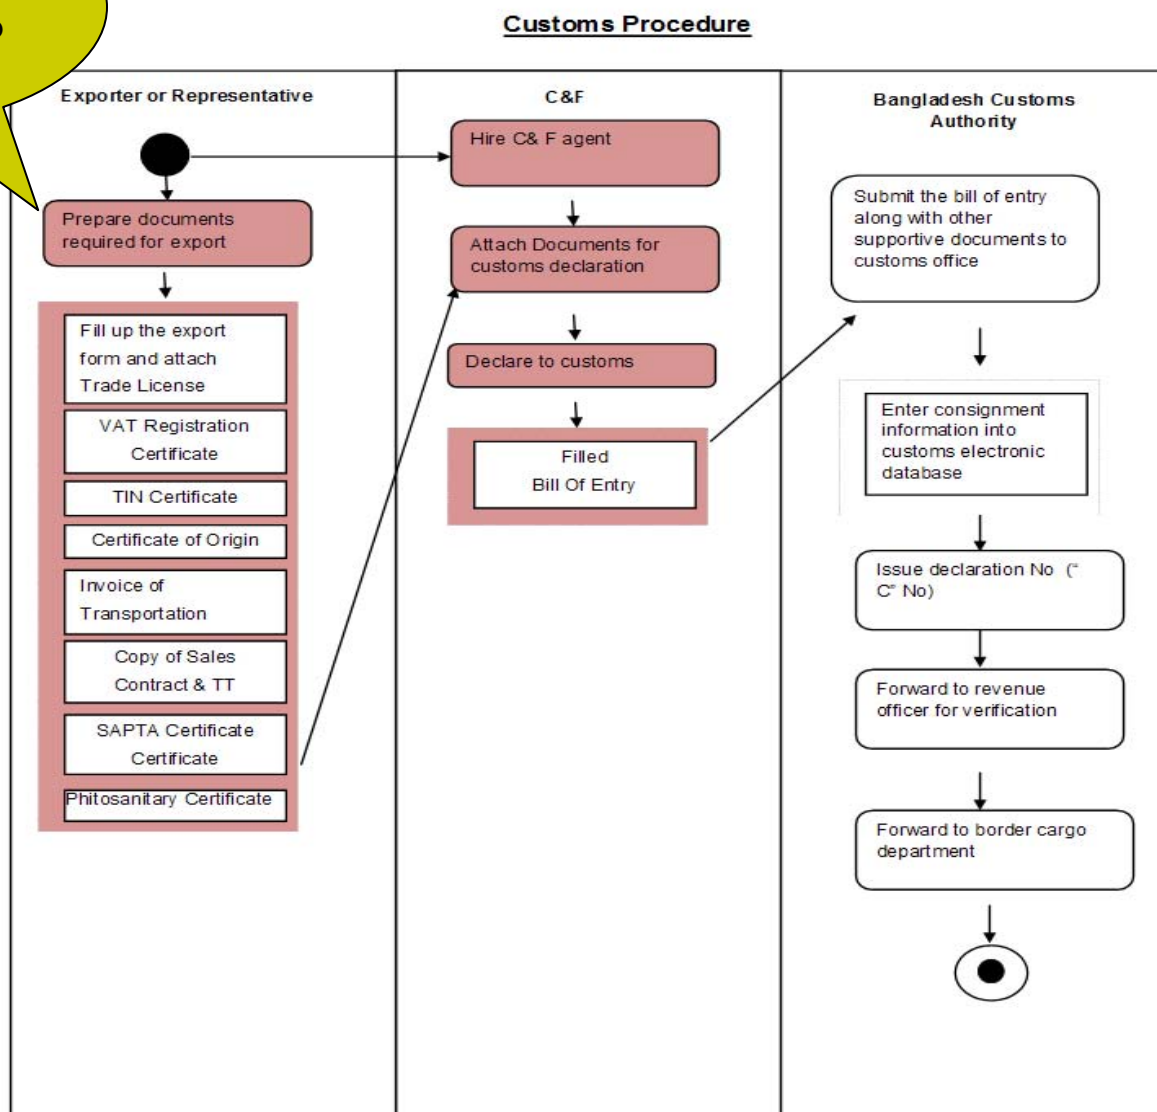 Customs Procedure
Exporter or Representative
Prepare documents
required for export
Fill up the export
form and attach
Trade License
VAT Registration
Certificate
TIN Certificate
Certificate of Origin
Invoice of
Transportation
Copy of Sales
Contract & TT
SAPTA Certificate
Certificate
Phitosanitary Certificate
C&F
Hire C& F agent
Attach Documents for
customs declaration
Declare to customs
Filled
Bill Of Entry
Bangladesh Customs
Authority
Submit the bill of entry
along with other
supportive documents to
customs office
Enter consignment
information into
customs electronic
database
Issue declaration No (“
C” No)
Forward to revenue
officer for verification
Forward to border cargo
department